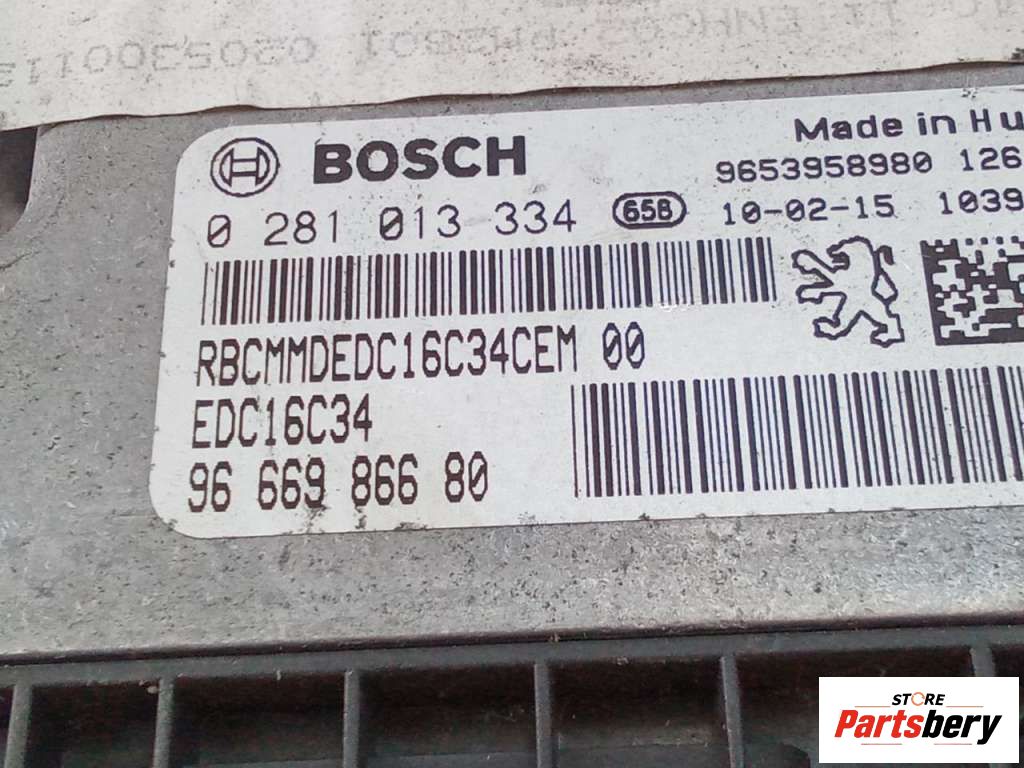 BOSCH
Made in Hu
9653958980 126
0 281 013 334 658 10-02-15 1039
RBCMMDEDC16C34CEM 00
EDC16C34
96 669 866 80
STORE
Partsbery